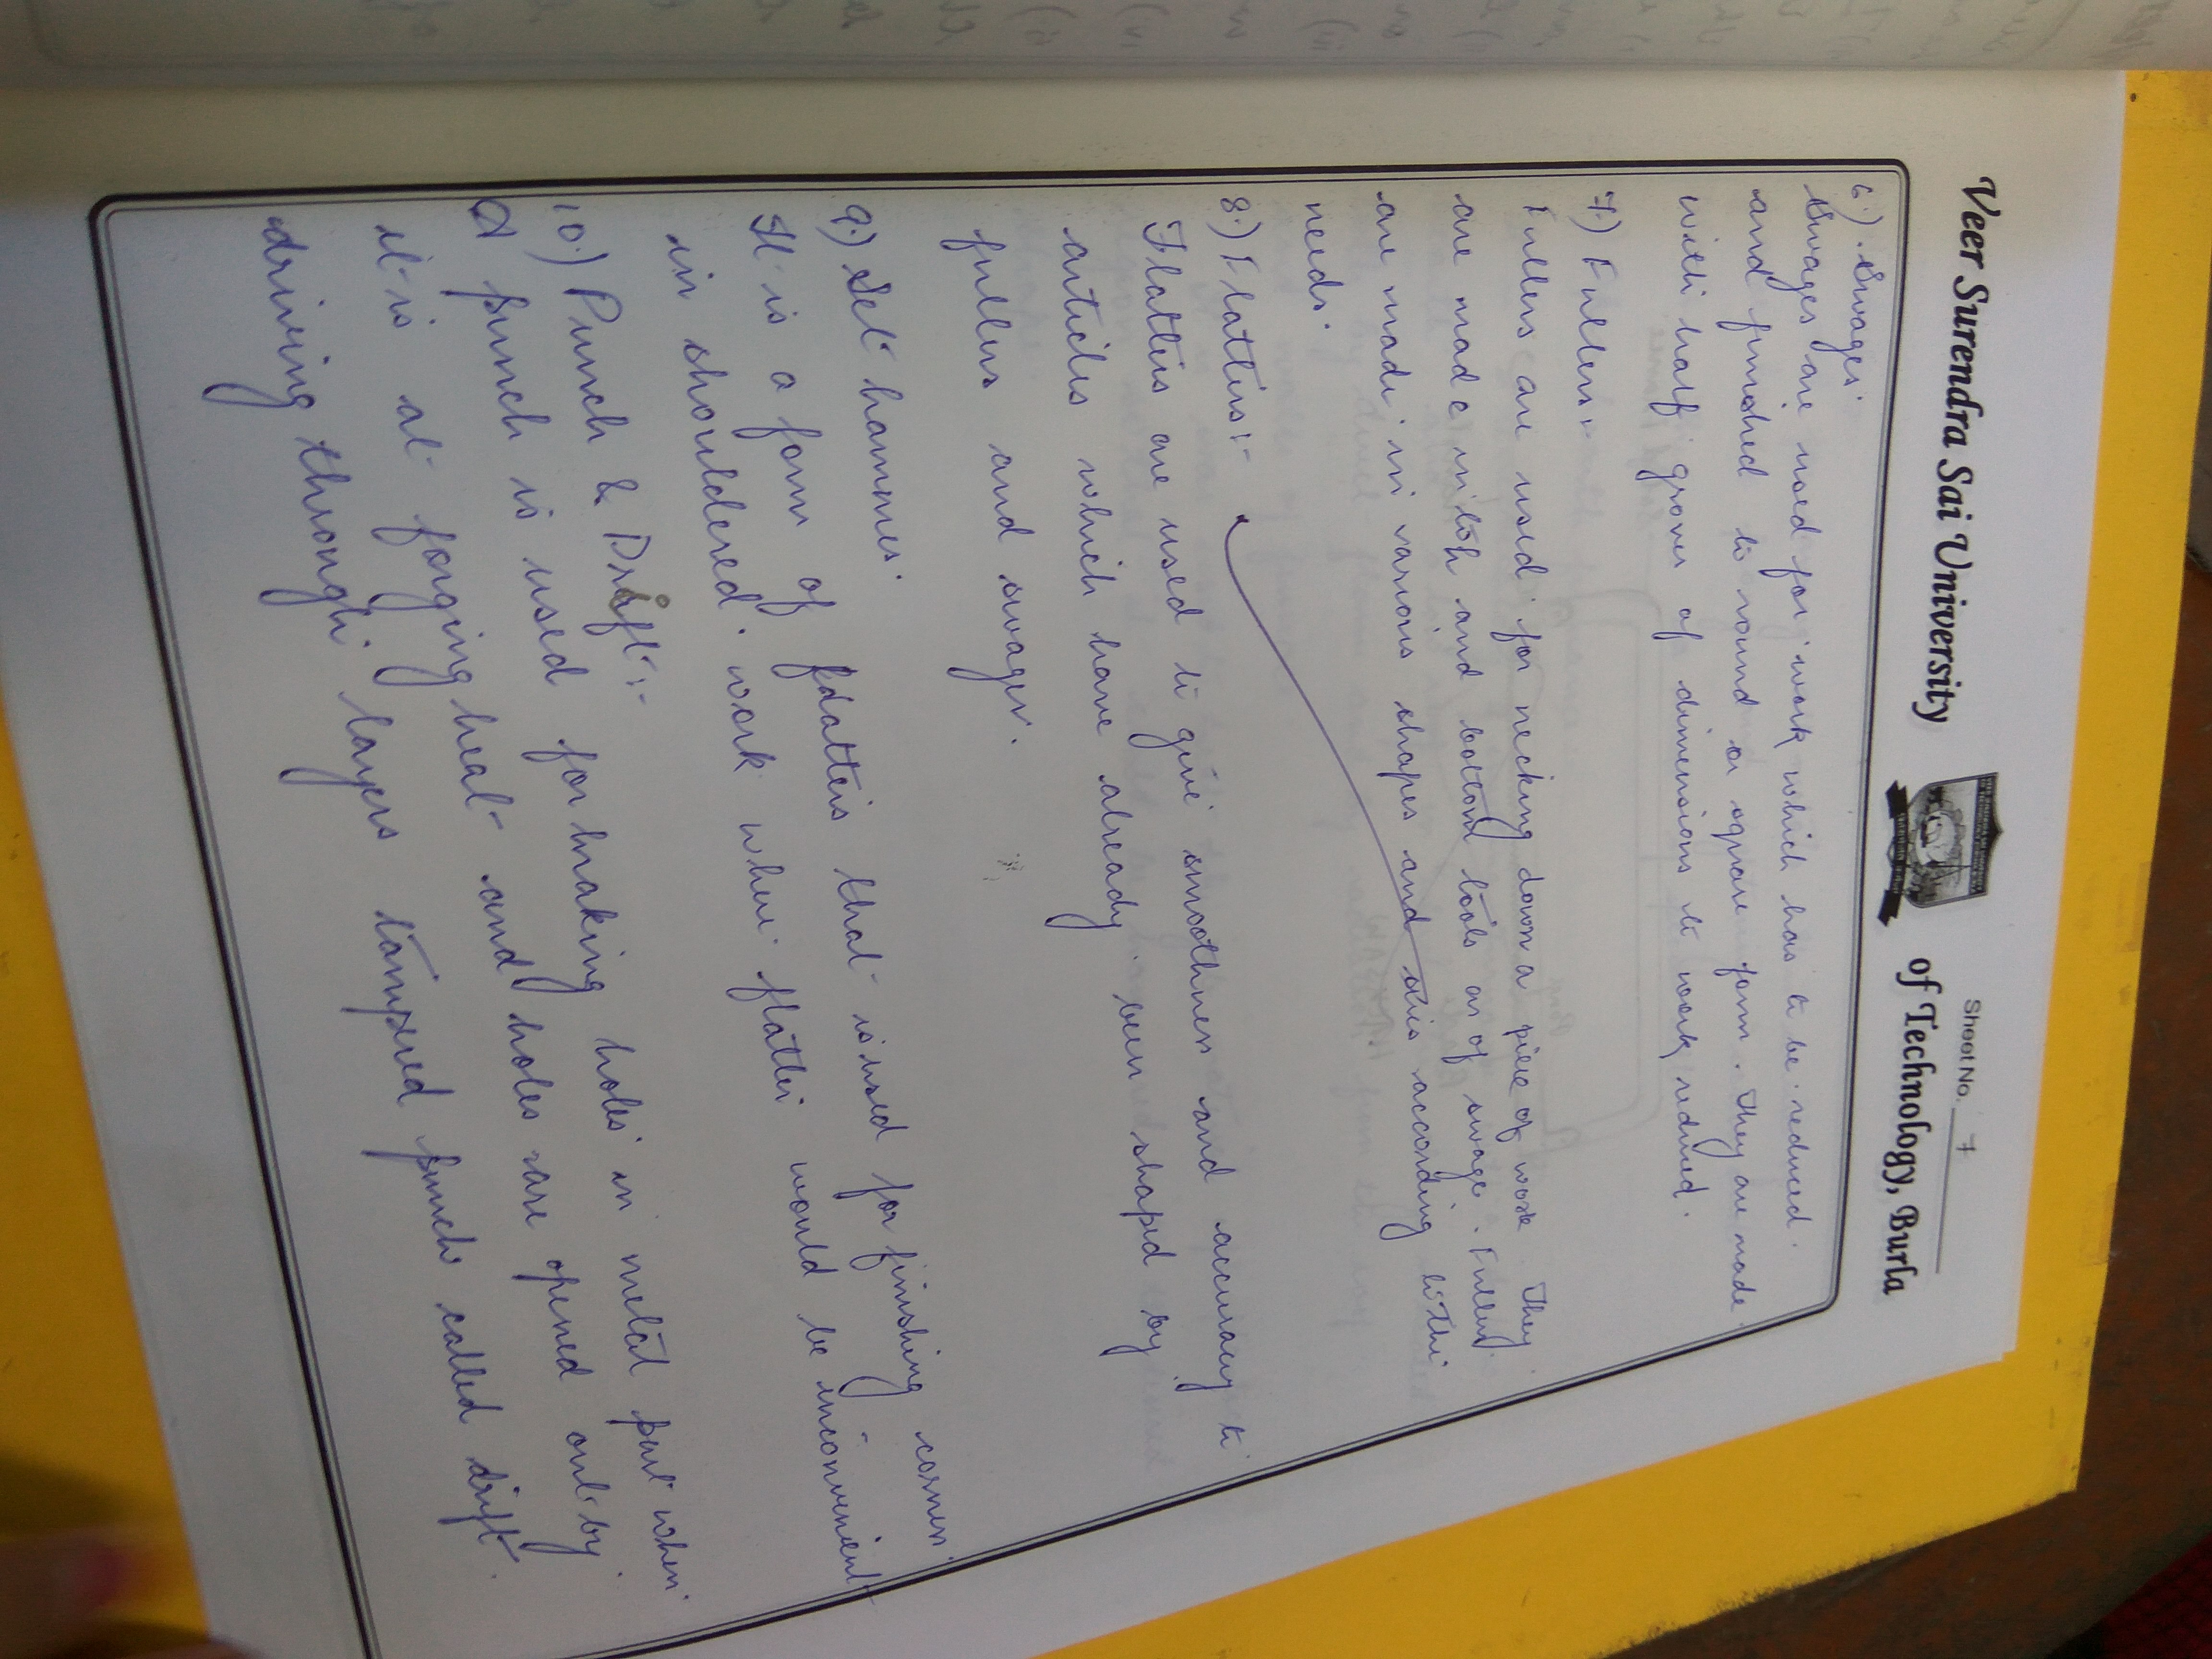 Sheet No. 7
Veer Surendra Sai University of Technology, Burla
6.) Swages:
Swages are used for work which has to be reduced.
and finished to round or square form. They are made
with half grover of dimensions to work reduced.
7.) Fullers:-
Fullers are used for necking down a piece of work. They
are made in top and bottom tools as of swage. Fullers
are made in various shapes and sizes according to the
needs.
8.) Flatters:-
Flatters are used to give smoothness and accuracy to
articles which have already been shaped by
fullers and swages.
9.) Set hammer.
It is a form of flatters that is used for finishing corner.
in shouldered. work where flatter would be inconvenient
10.) Punch & Drift:-
A punch is used for making holes in metal part when.
it is at forging heat and holes are opened out by
driving through. layers tampered punch called drift.